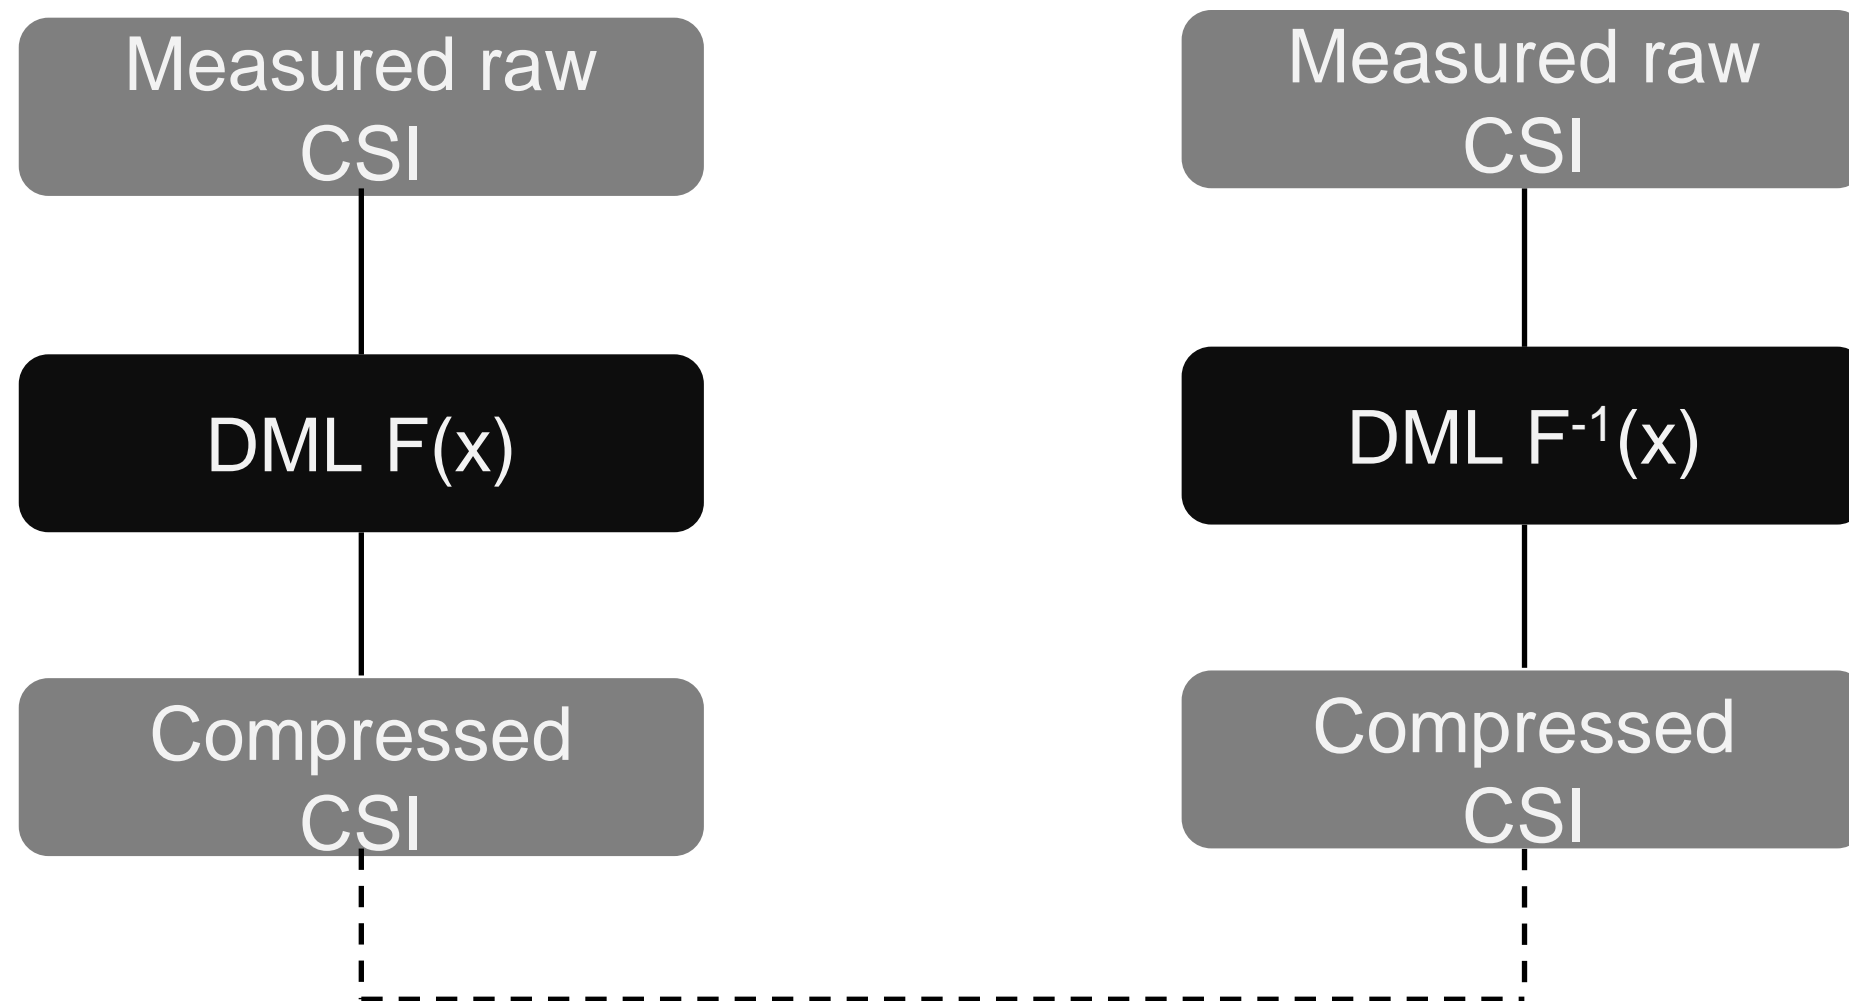 Measured raw
CSI
DML F(x)
Compressed
CSI
Measured raw
CSI
DML F⁻¹(x)
Compressed
CSI